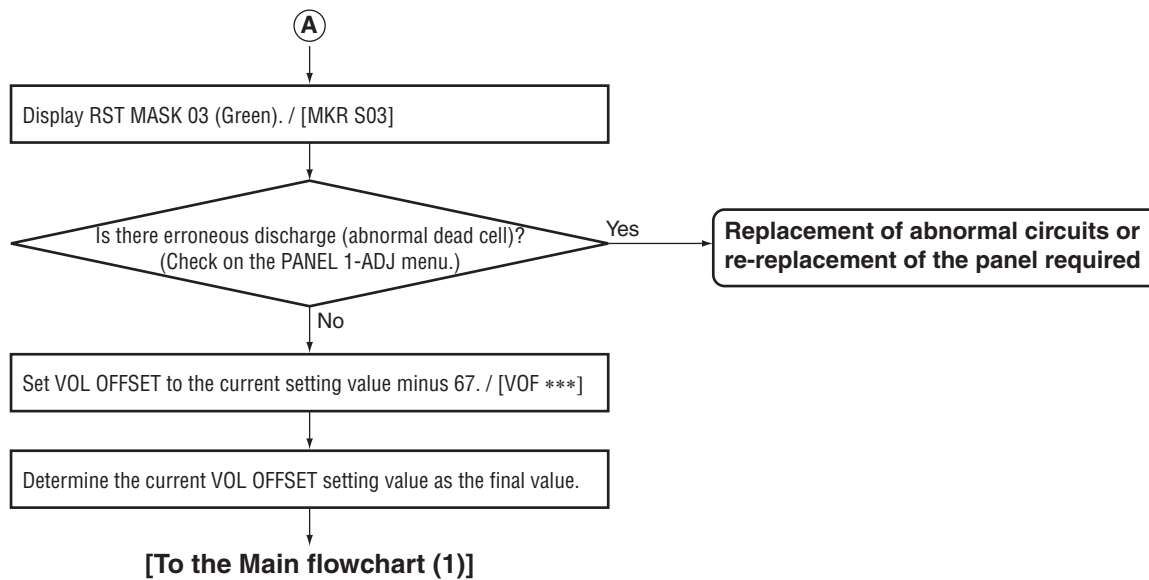 A
Display RST MASK 03 (Green). / [MKR S03]
Is there erroneous discharge (abnormal dead cell)?
(Check on the PANEL 1-ADJ menu.)
Yes
Replacement of abnormal circuits or
re-replacement of the panel required
No
Set VOL OFFSET to the current setting value minus 67. / [VOF ***]
Determine the current VOL OFFSET setting value as the final value.
[To the Main flowchart (1)]